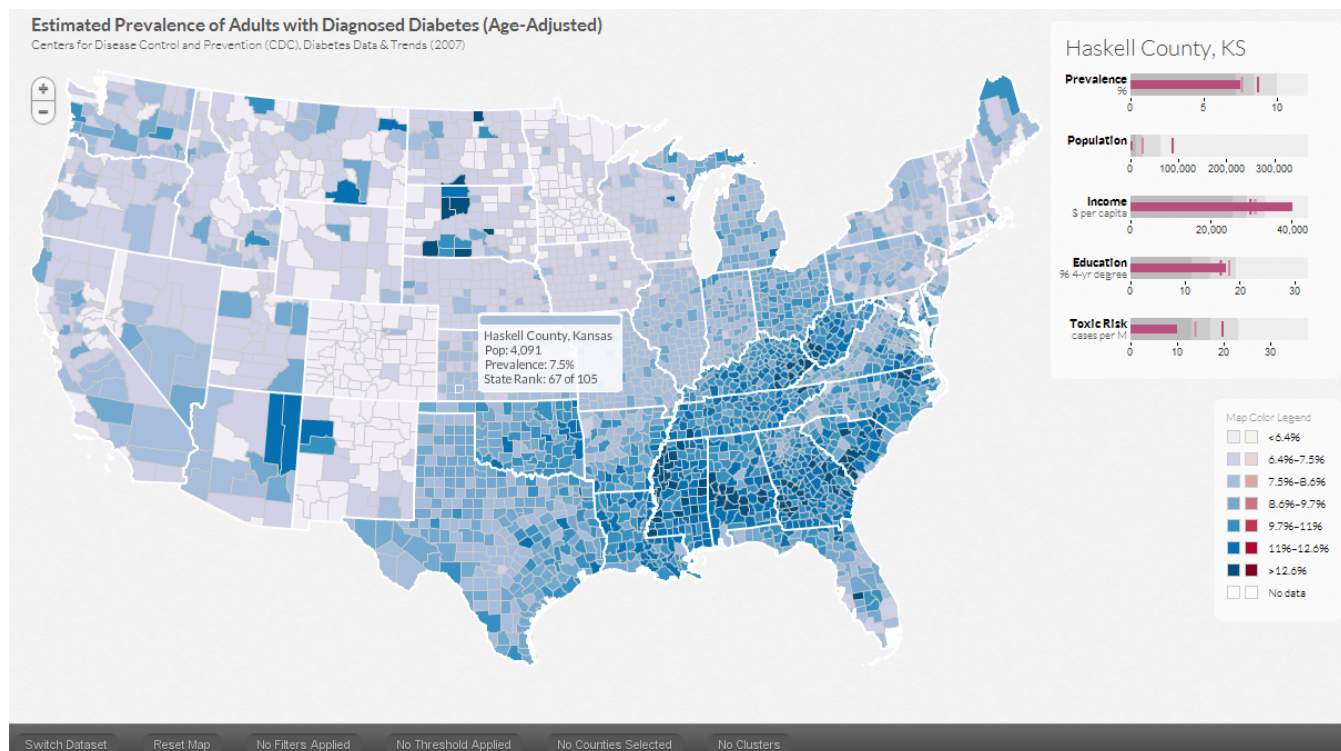 Estimated Prevalence of Adults with Diagnosed Diabetes (Age-Adjusted)
Centers for Disease Control and Prevention (CDC), Diabetes Data & Trends (2007)
+
−
Haskell County, Kansas
Pop: 4,091
Prevalence: 7.5%
State Rank: 67 of 105
Haskell County, KS
Prevalence
%
0 5 10
Population
0 100,000 200,000 300,000
Income
$ per capita
0 20,000 40,000
Education
% 4-yr degree
0 10 20 30
Toxic Risk
cases per M
0 20 30
Map Color Legend
<6.4%
6.4%–7.5%
7.5%–8.6%
8.6%–9.7%
9.7%–11%
11%–12.6%
>12.6%
No data
Switch Dataset Reset Map No Filters Applied No Threshold Applied No Counties Selected No Clusters